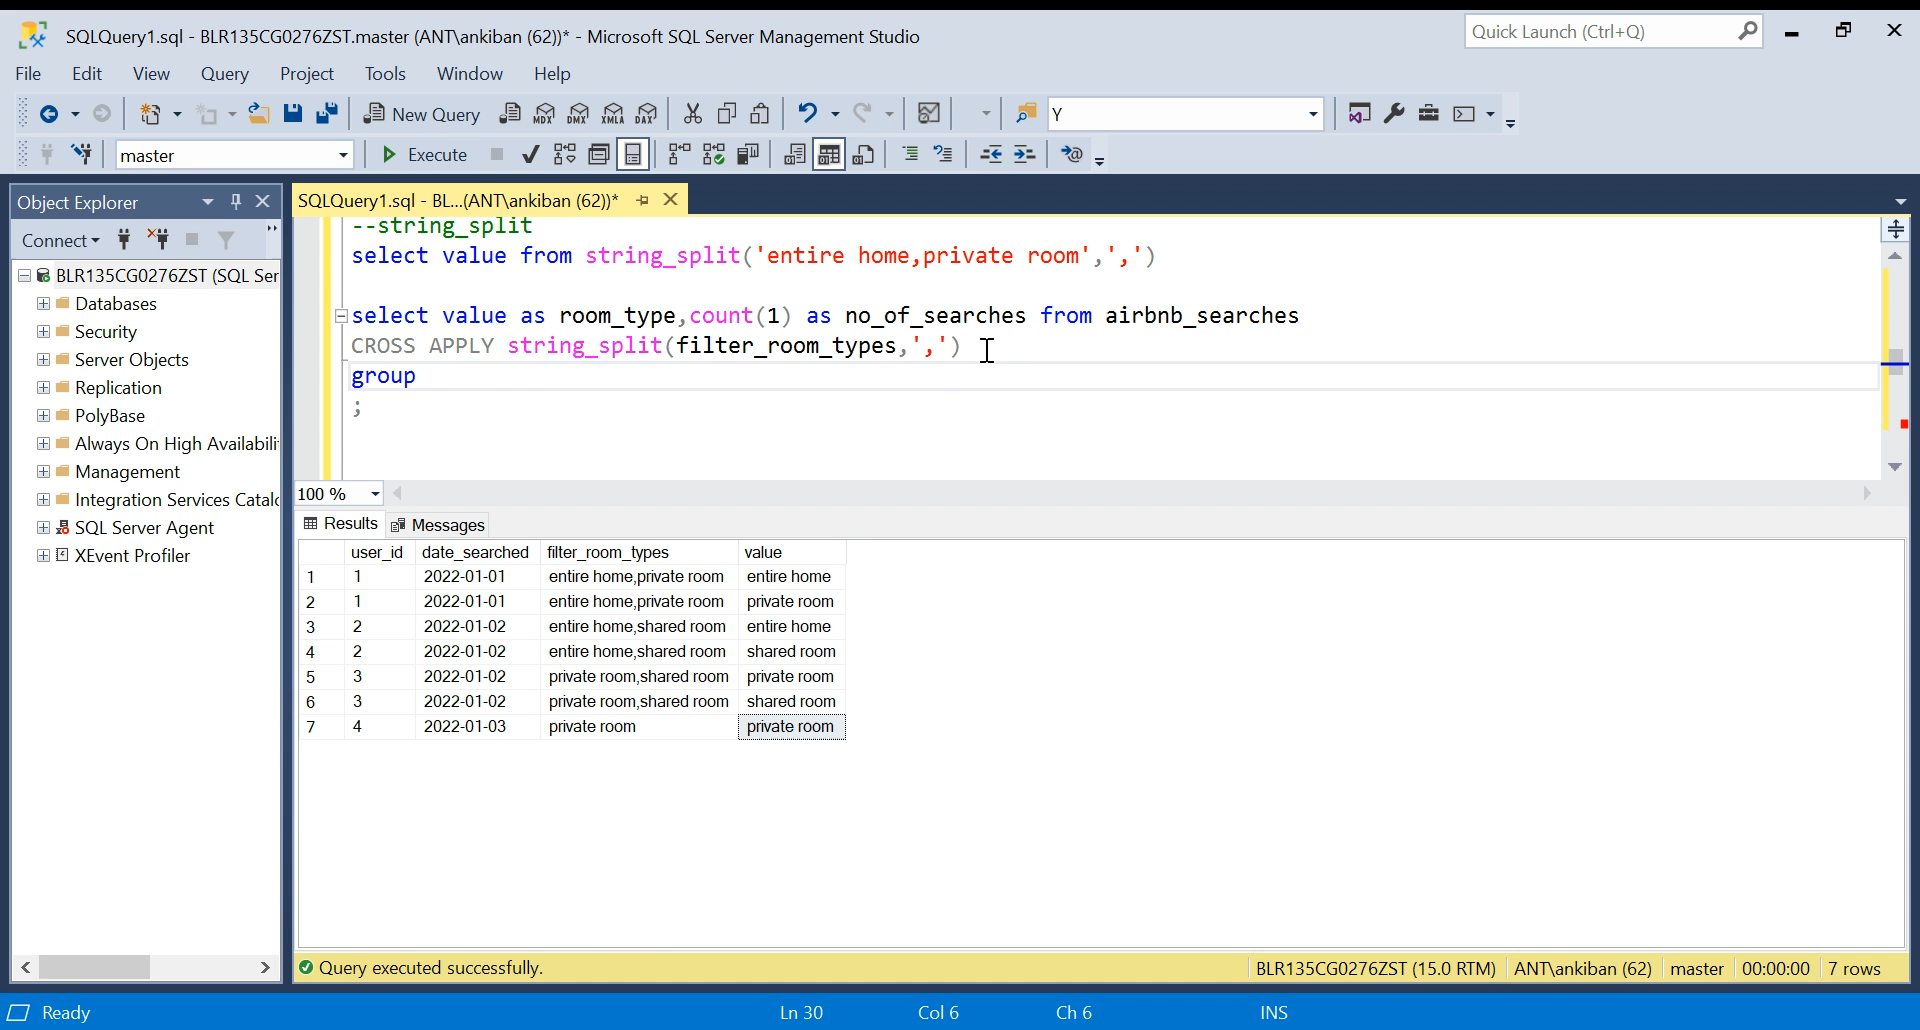 SQLQuery1.sql - BLR135CG0276ZST.master (ANT\ankiban (62))* - Microsoft SQL Server Management Studio
Quick Launch (Ctrl+Q)
File Edit View Query Project Tools Window Help
New Query MDX DMX XMLA DAX Y
master Execute
Object Explorer
SQLQuery1.sql - BL...(ANT\ankiban (62))*
Connect
BLR135CG0276ZST (SQL Ser
Databases
Security
Server Objects
Replication
PolyBase
Always On High Availabilit
Management
Integration Services Catalo
SQL Server Agent
XEvent Profiler
--string_split
select value from string_split('entire home,private room',',')
select value as room_type,count(1) as no_of_searches from airbnb_searches
CROSS APPLY string_split(filter_room_types,',')
group
;
100 %
Results Messages
user_id date_searched filter_room_types value
1 1 2022-01-01 entire home,private room entire home
2 1 2022-01-01 entire home,private room private room
3 2 2022-01-02 entire home,shared room entire home
4 2 2022-01-02 entire home,shared room shared room
5 3 2022-01-02 private room,shared room private room
6 3 2022-01-02 private room,shared room shared room
7 4 2022-01-03 private room private room
Query executed successfully.
BLR135CG0276ZST (15.0 RTM) ANT\ankiban (62) master 00:00:00 7 rows
Ready Ln 30 Col 6 Ch 6 INS